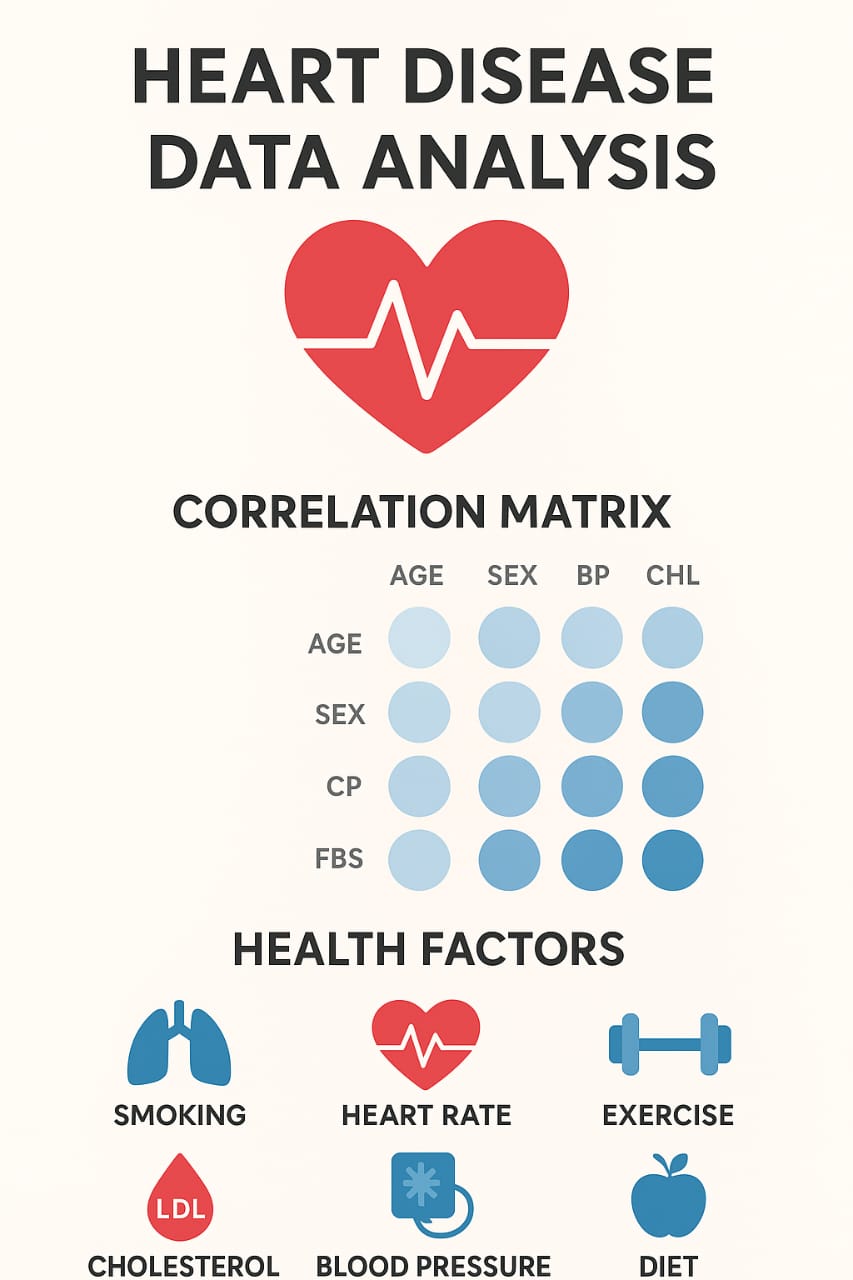 HEART DISEASE
DATA ANALYSIS
CORRELATION MATRIX
AGE SEX BP CHL
AGE
SEX
CP
FBS
HEALTH FACTORS
SMOKING HEART RATE EXERCISE
LDL
CHOLESTEROL BLOOD PRESSURE DIET